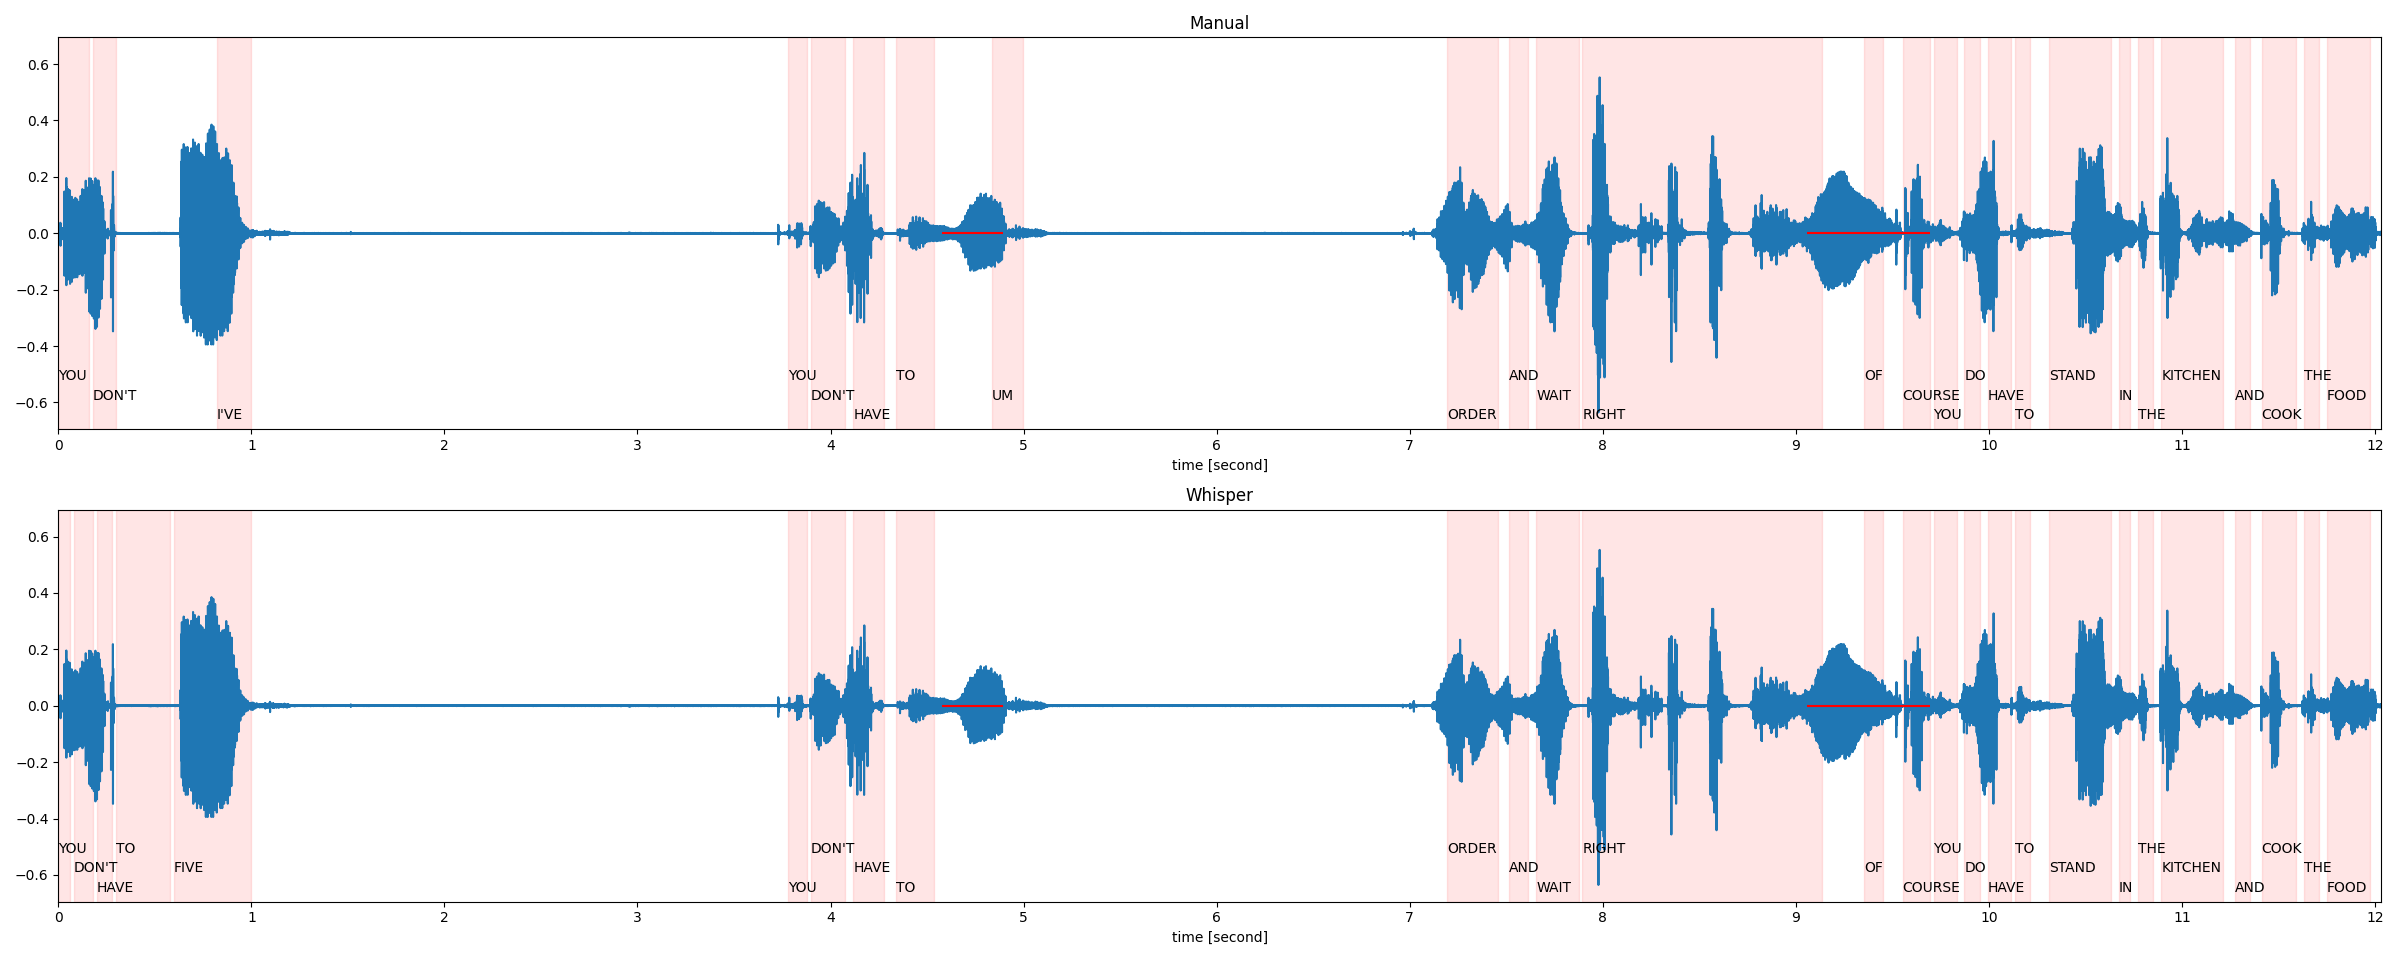 Manual
0.6
0.4
0.2
0.0
−0.2
−0.4
−0.6
YOU YOU TO AND OF DO STAND KITCHEN THE
DON'T DON'T UM WAIT COURSE HAVE IN AND FOOD
I'VE HAVE ORDER RIGHT YOU TO THE COOK
0 1 2 3 4 5 6 7 8 9 10 11 12
time [second]
Whisper
0.6
0.4
0.2
0.0
−0.2
−0.4
−0.6
YOU TO DON'T ORDER RIGHT YOU TO THE COOK
DON'T FIVE HAVE AND OF DO STAND KITCHEN THE
HAVE YOU TO WAIT COURSE HAVE IN AND FOOD
0 1 2 3 4 5 6 7 8 9 10 11 12
time [second]